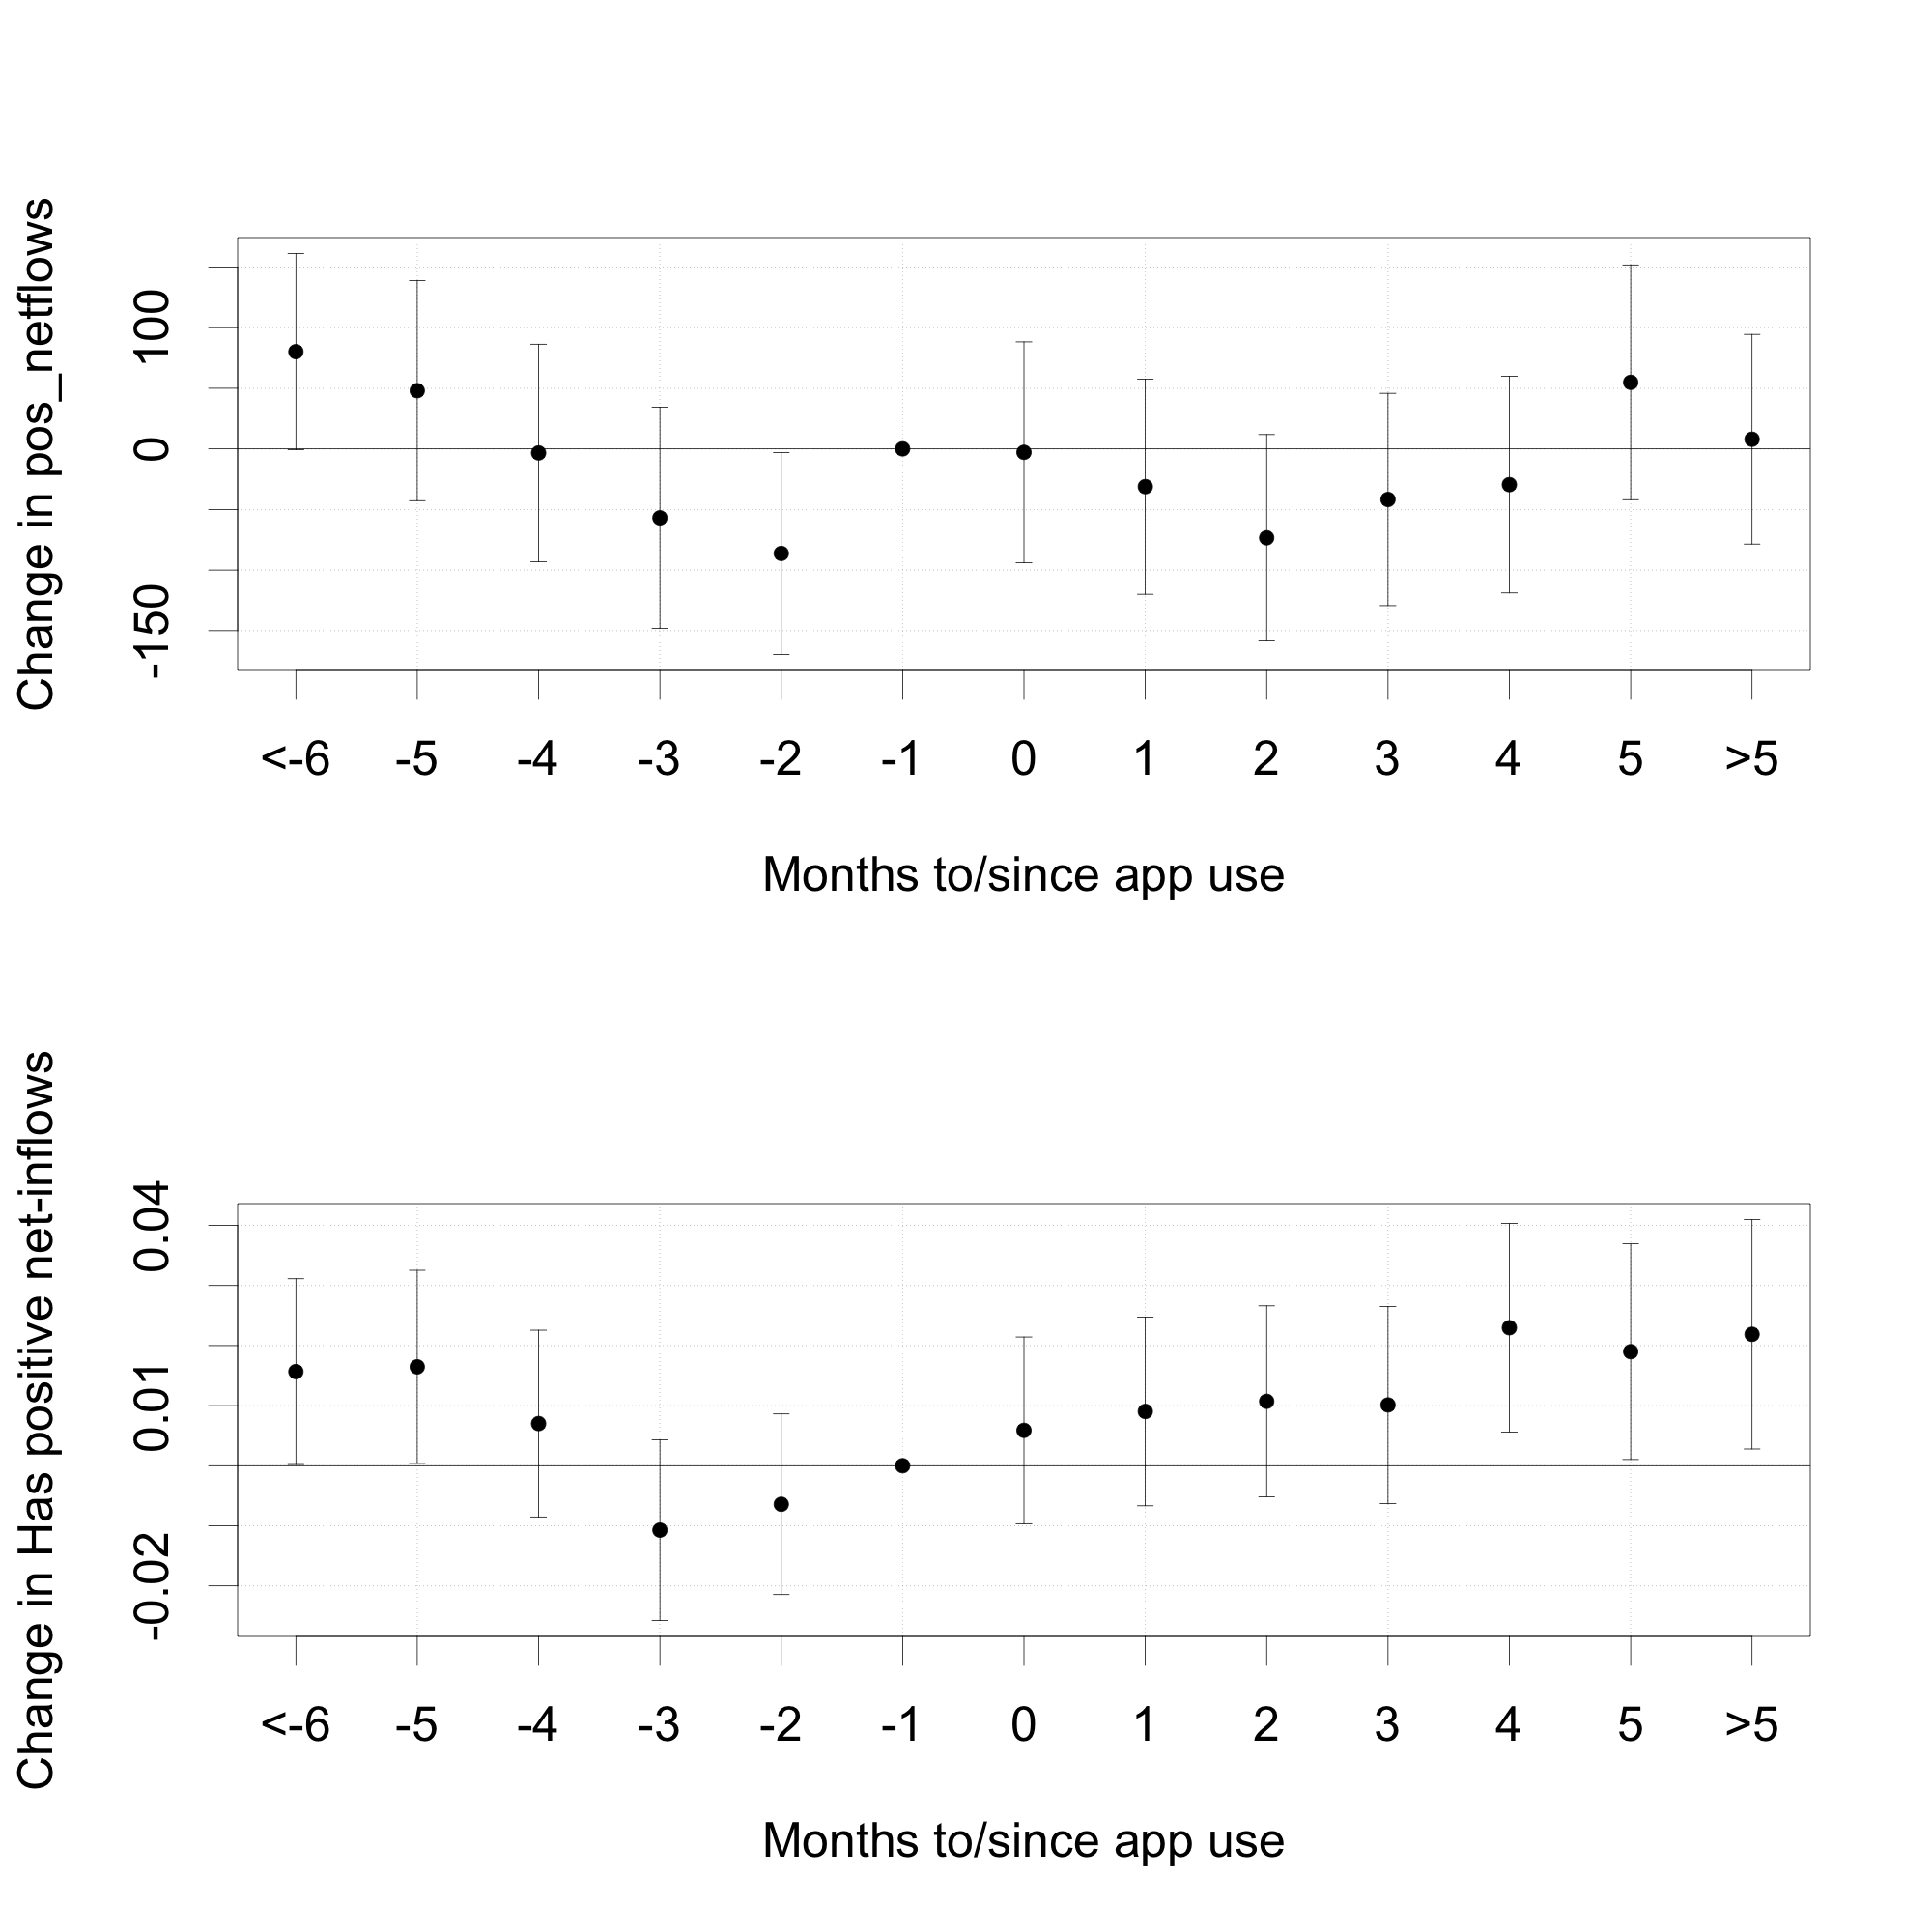 Change in pos_netflows
100
0
-150
<-6 -5 -4 -3 -2 -1 0 1 2 3 4 5 >5
Months to/since app use
Change in Has positive net-inflows
0.04
0.01
-0.02
<-6 -5 -4 -3 -2 -1 0 1 2 3 4 5 >5
Months to/since app use